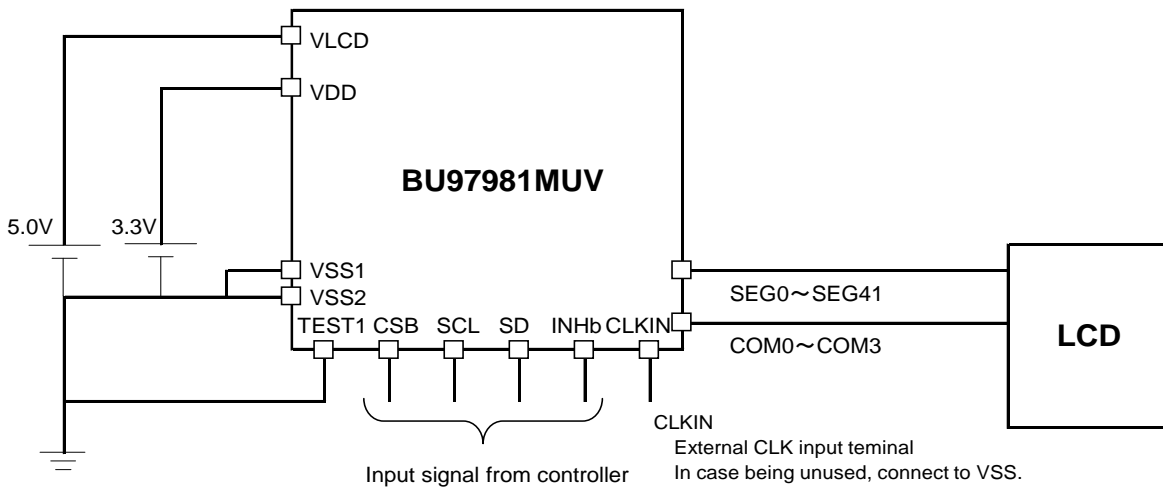 VLCD
VDD
BU97981MUV
5.0V
3.3V
VSS1
VSS2
TEST1 CSB SCL SD INHb CLKIN
SEG0～SEG41
COM0～COM3
LCD
CLKIN
External CLK input teminal
In case being unused, connect to VSS.
Input signal from controller